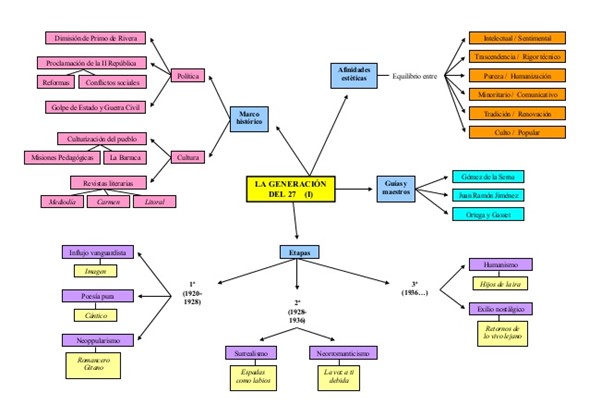 Dimisión de Primo de Rivera
Proclamación de la II República
Reformas
Conflictos sociales
Golpe de Estado y Guerra Civil
Política
Culturización del pueblo
Misiones Pedagógicas
La Barraca
Revistas literarias
Mediodía
Carmen
Litoral
Cultura
Marco
histórico
Afinidades
estéticas
Equilibrio entre
Intelectual / Sentimental
Trascendencia / Rigor técnico
Pureza / Humanización
Minoritario / Comunicativo
Tradición / Renovación
Culto / Popular
LA GENERACIÓN
DEL 27 (I)
Guías y
maestros
Gómez de la Serna
Juan Ramón Jiménez
Ortega y Gasset
Etapas
Influjo vanguardista
Imagen
Poesía pura
Cántico
Neopopularismo
Romancero
Gitano
1ª
(1920-
1928)
2ª
(1928-
1936)
Surrealismo
Espadas
como labios
Neorromanticismo
La voz a ti
debida
3ª
(1936...)
Humanismo
Hijos de la ira
Exilio nostálgico
Retornos de
lo vivo lejano